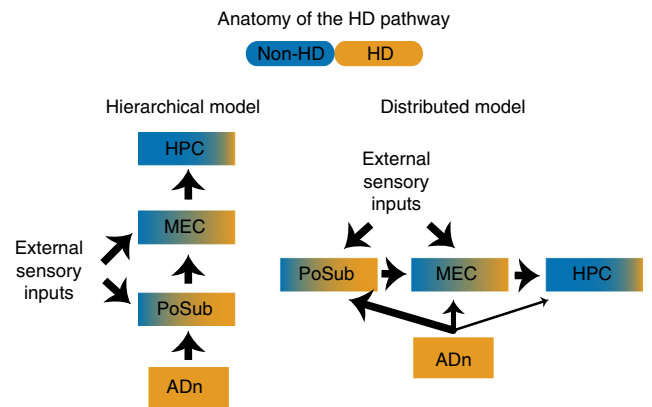 Anatomy of the HD pathway
Non-HD HD
Hierarchical model
HPC
MEC
External
sensory
inputs
PoSub
ADn
Distributed model
External
sensory
inputs
PoSub MEC HPC
ADn